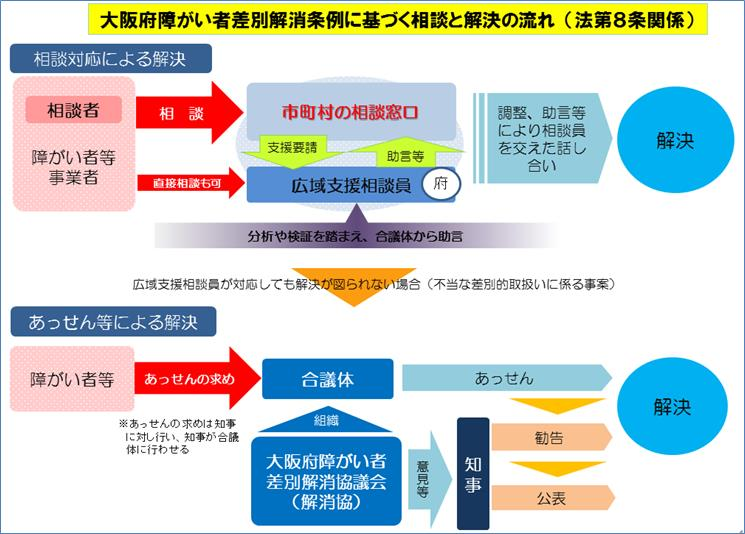 大阪府障がい者差別解消条例に基づく相談と解決の流れ（法第８条関係）
相談対応による解決
相談者
障がい者等
事業者
相　談
直接相談も可
市町村の相談窓口
支援要請
助言等
広域支援相談員
府
調整、助言等
により相談員
を交えた話し
合い
解決
分析や検証を踏まえ、合議体から助言
広域支援相談員が対応しても解決が図られない場合（不当な差別的取扱いに係る事案）
あっせん等による解決
障がい者等
あっせんの求め
※あっせんの求めは知事
に対し行い、知事が合議
体に行わせる
合議体
組織
大阪府障がい者
差別解消協議会
（解消協）
意見等
知事
あっせん
勧告
公表
解決